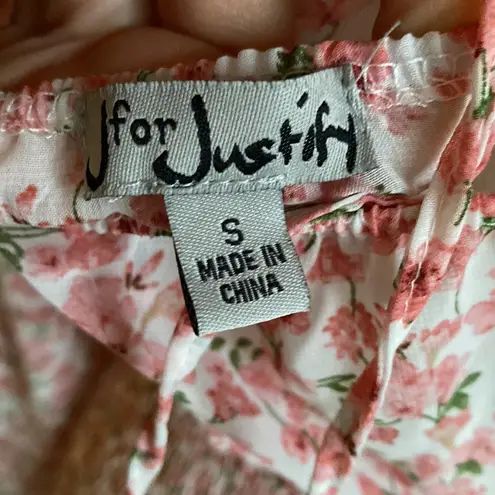 J for Justify
S
MADE IN
CHINA